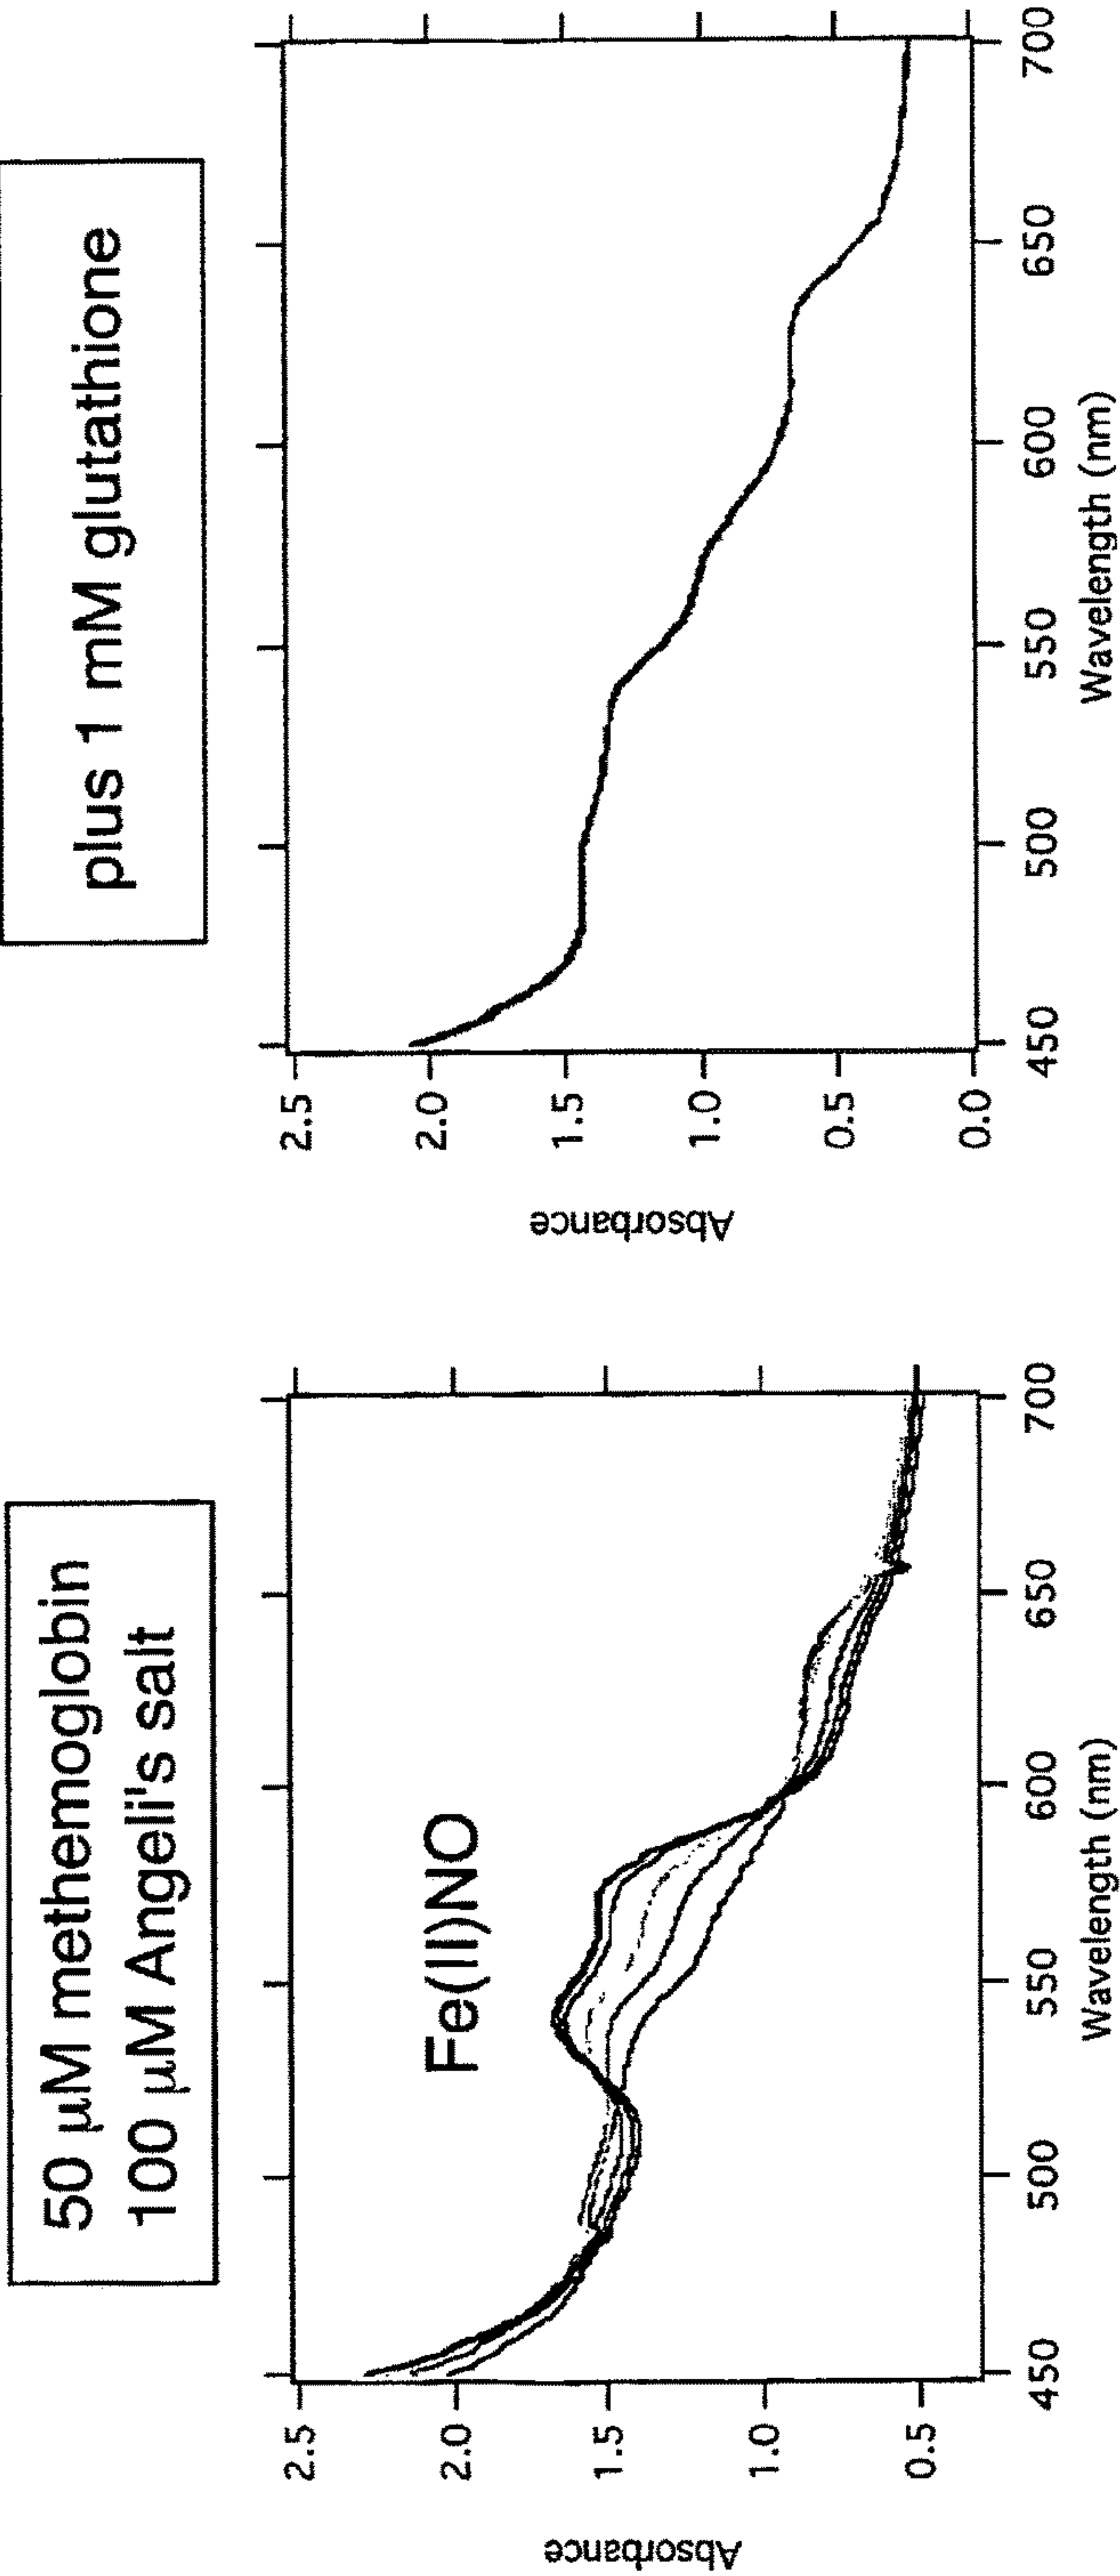 50 μM methemoglobin
100 μM Angeli's salt
Fe(II)NO
Absorbance
2.5
2.0
1.5
1.0
0.5
450
500
550
600
650
700
Wavelength (nm)
plus 1 mM glutathione
Absorbance
2.5
2.0
1.5
1.0
0.5
0.0
450
500
550
600
650
700
Wavelength (nm)